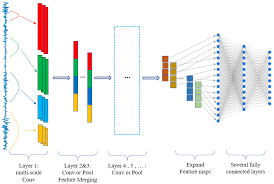 ...
...
Layer 1:
multi-scale
Conv
Layer 2&3:
Conv or Pool
Feature Merging
Layer 4 , 5 , … :
Conv or Pool
Expand
Feature maps
Several fully
connected layers